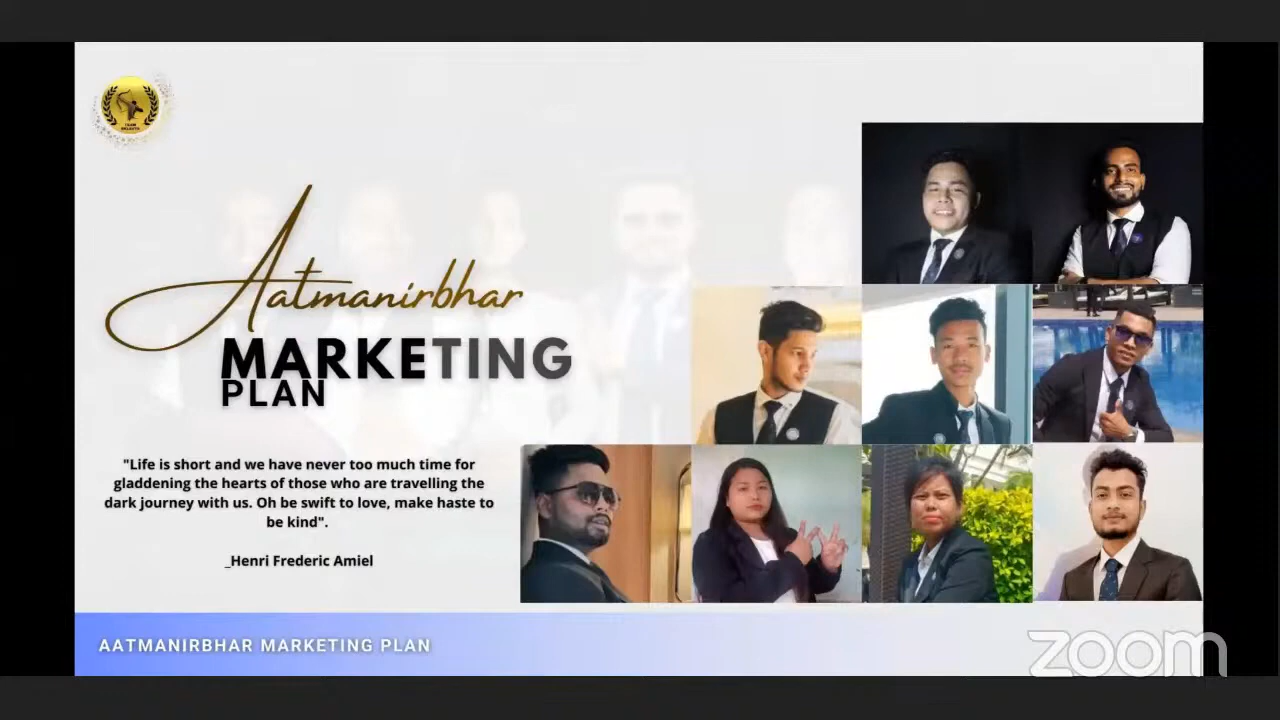 Aatmanirbhar
MARKETING
PLAN
"Life is short and we have never too much time for
gladdening the hearts of those who are travelling the
dark journey with us. Oh be swift to love, make haste to
be kind".
_Henri Frederic Amiel
AATMANIRBHAR MARKETING PLAN
zoom